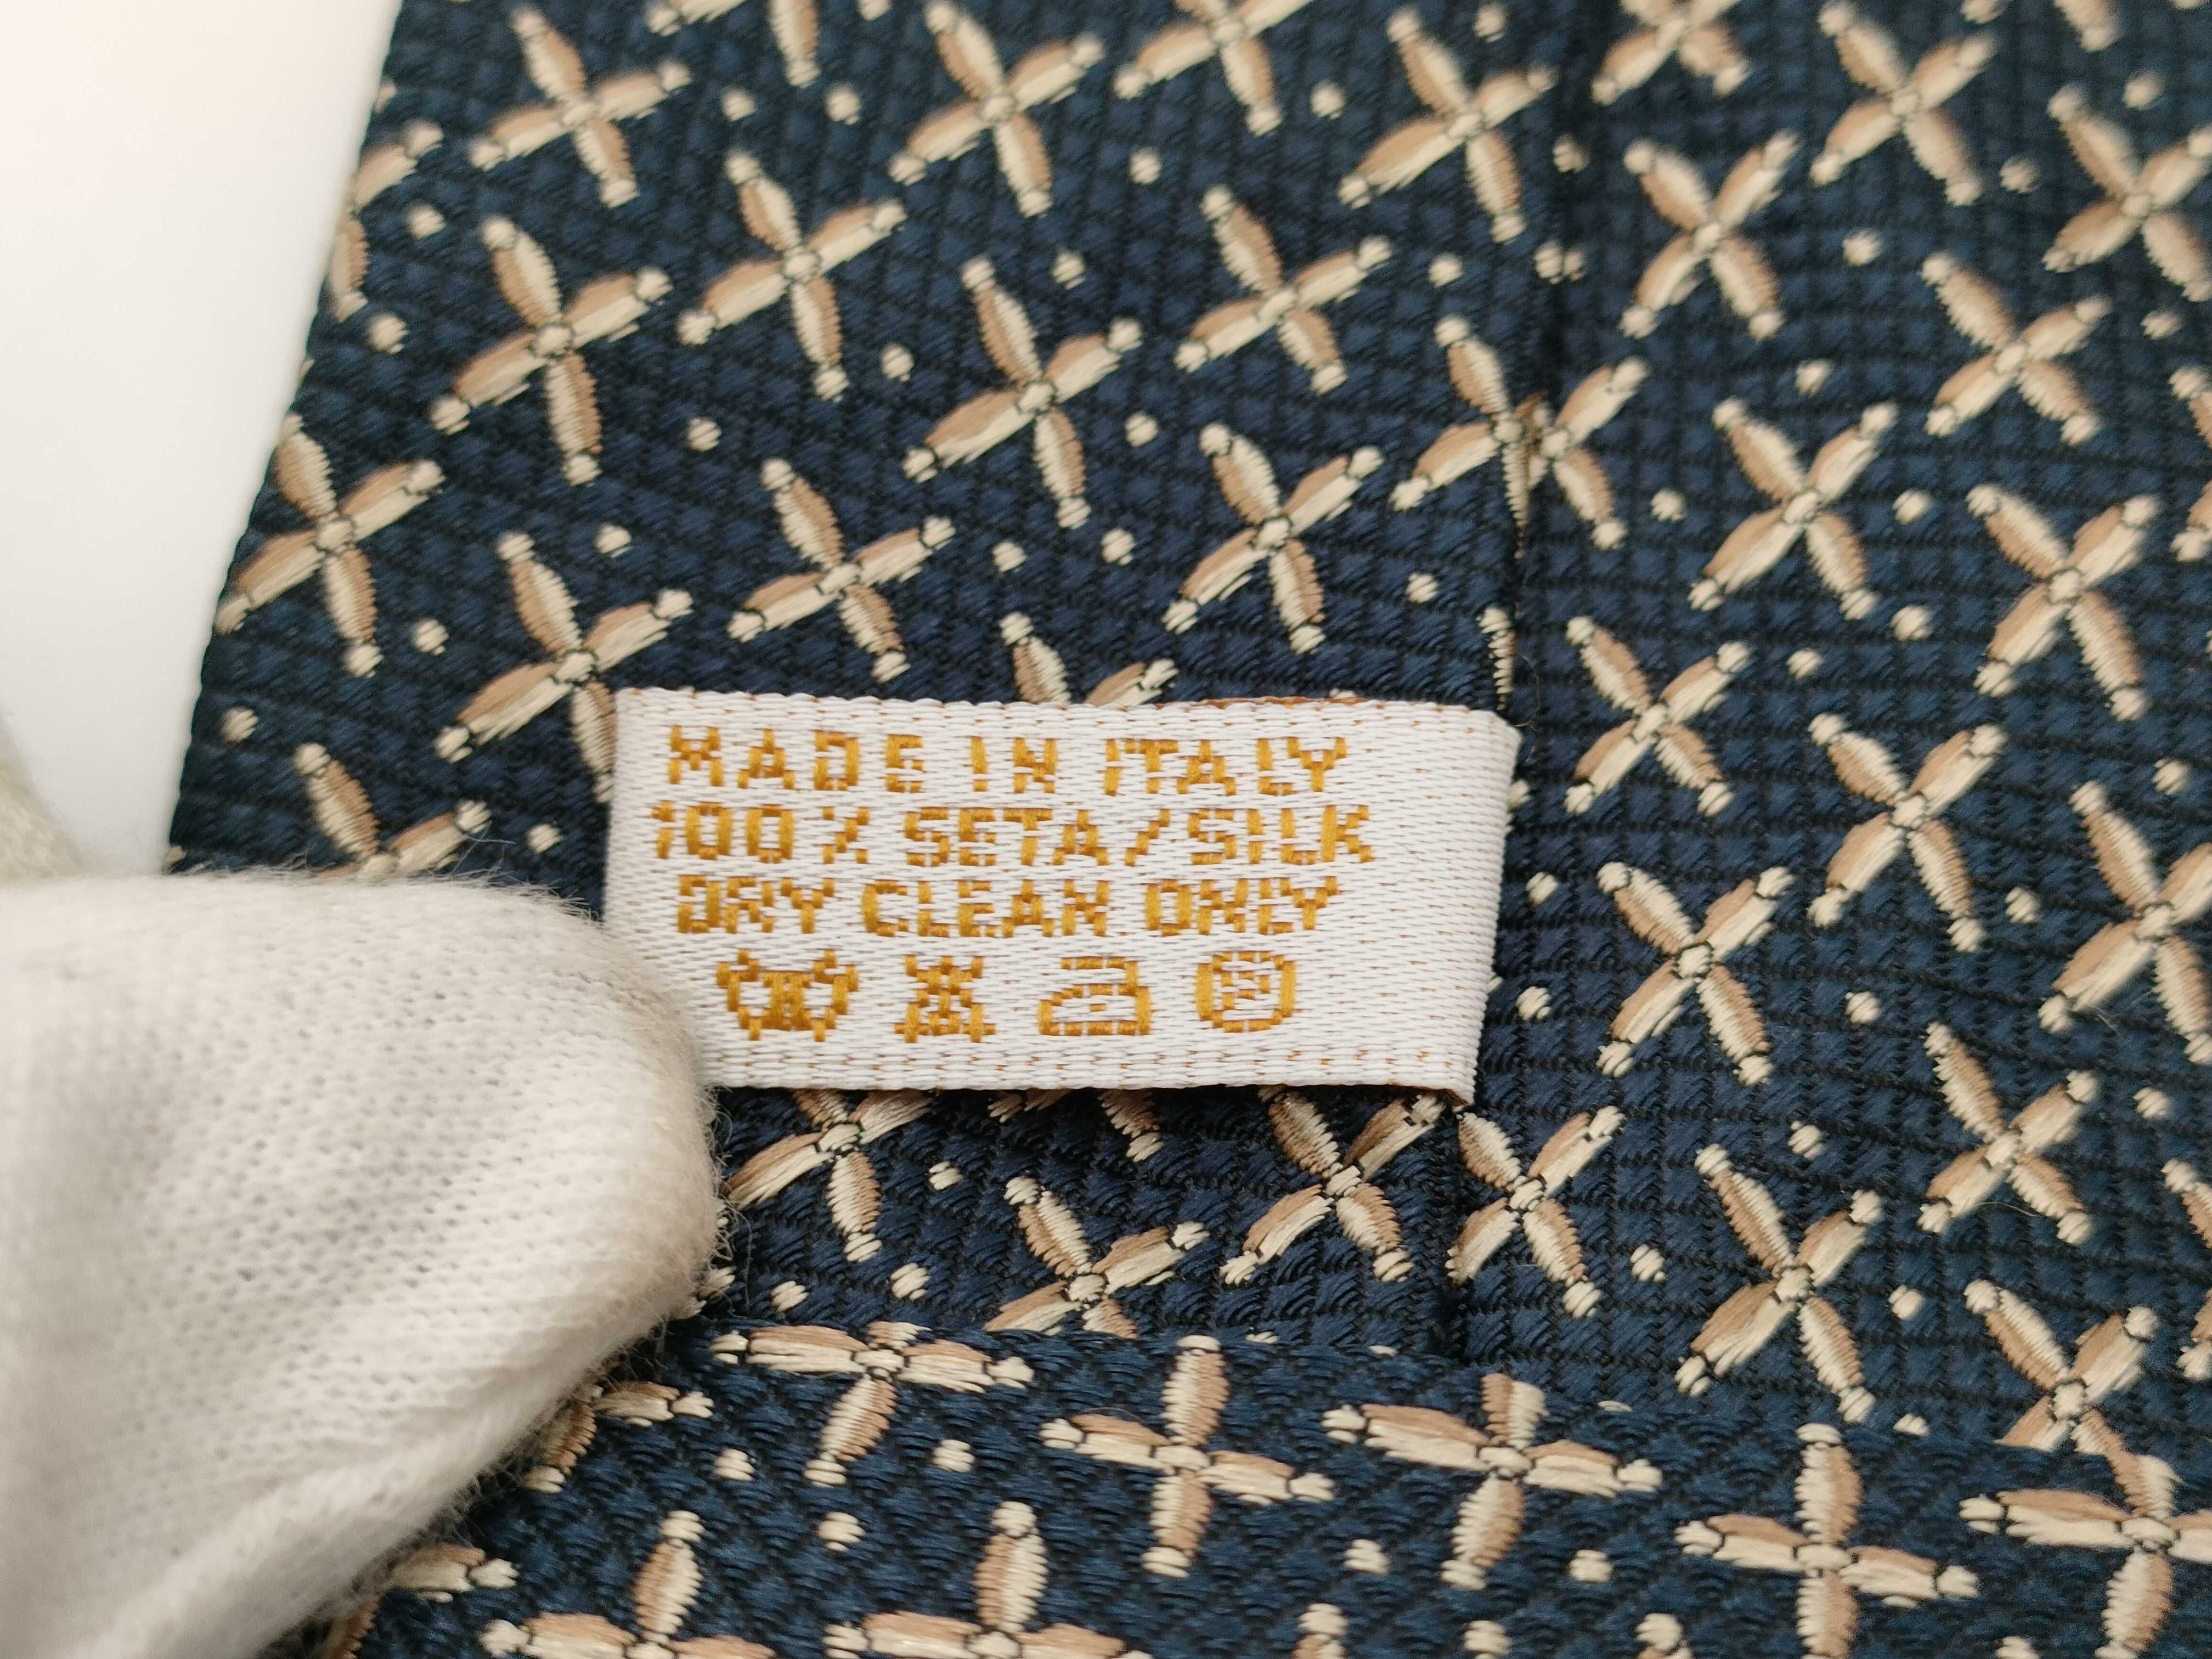 MADE IN ITALY
100% SETA/SILK
DRY CLEAN ONLY
P